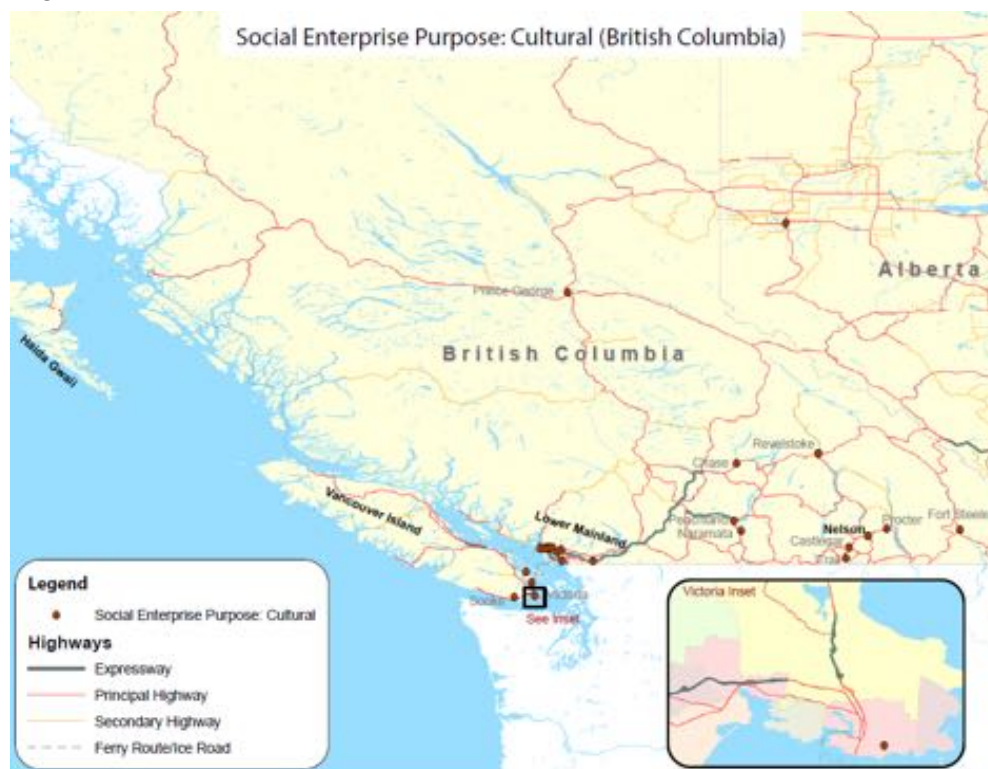 Social Enterprise Purpose: Cultural (British Columbia)
Alberta
Prince George
British Columbia
Haida Gwaii
Revelstoke
Chase
Vancouver Island
Lower Mainland
Peachland
Naramata
Nelson
Procter
Fort Steele
Castlegar
Trail
Sooke
Victoria
See Inset
Legend
Social Enterprise Purpose: Cultural
Highways
Expressway
Principal Highway
Secondary Highway
Ferry Route/Ice Road
Victoria Inset